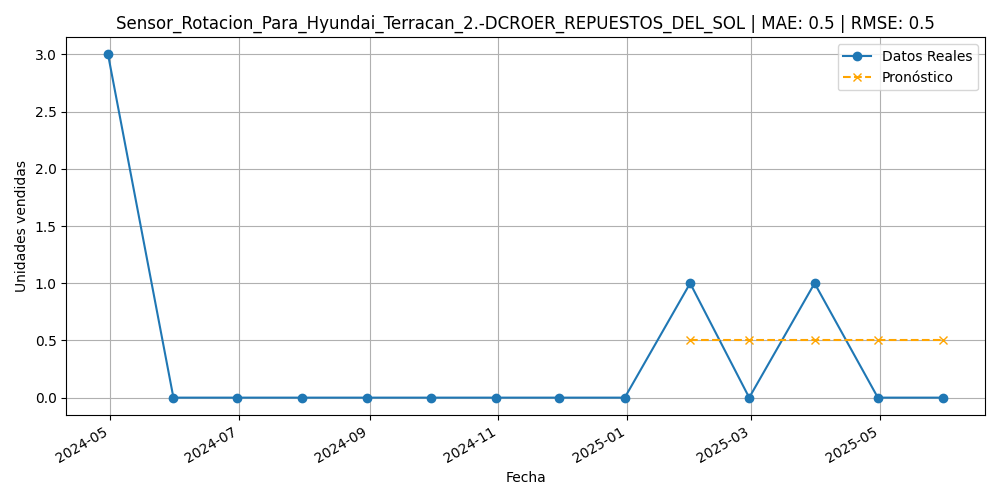 Sensor_Rotacion_Para_Hyundai_Terracan_2.-DCROER_REPUESTOS_DEL_SOL | MAE: 0.5 | RMSE: 0.5
Datos Reales
Pronóstico
Unidades vendidas
3.0
2.5
2.0
1.5
1.0
0.5
0.0
2024-05
2024-07
2024-09
2024-11
2025-01
2025-03
2025-05
Fecha